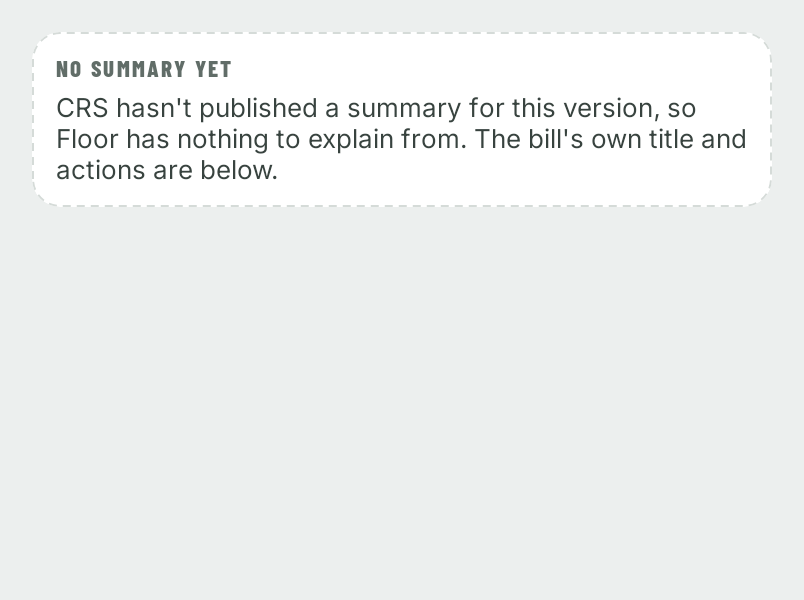 NO SUMMARY YET
CRS hasn't published a summary for this version, so
Floor has nothing to explain from. The bill's own title and
actions are below.